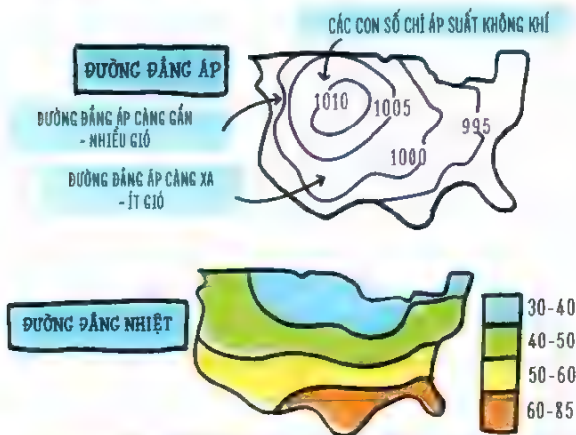 CÁC CON SỐ CHỈ ÁP SUẤT KHÔNG KHÍ
ĐƯỜNG ĐẲNG ÁP
1010
1005
995
1000
ĐƯỜNG ĐẲNG ÁP CÀNG GẦN
- NHIỀU GIÓ
ĐƯỜNG ĐẲNG ÁP CÀNG XA
- ÍT GIÓ
ĐƯỜNG ĐẲNG NHIỆT
30-40
40-50
50-60
60-85